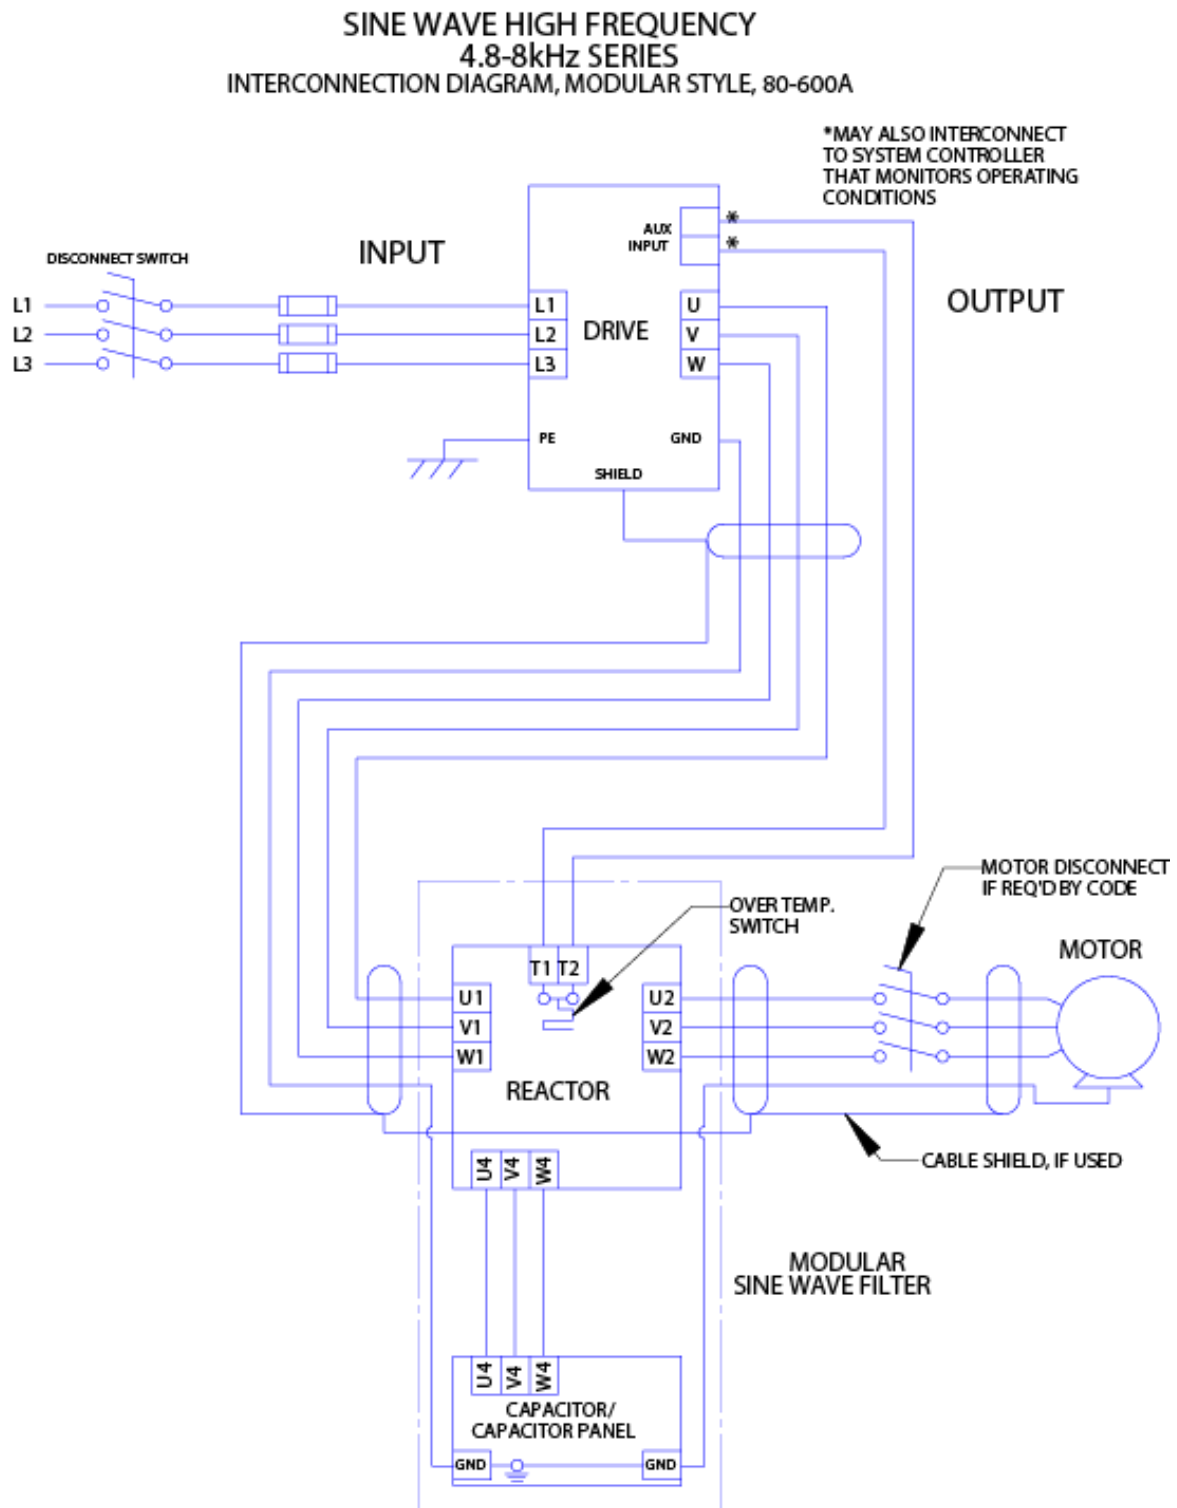 SINE WAVE HIGH FREQUENCY
4.8-8kHz SERIES
INTERCONNECTION DIAGRAM, MODULAR STYLE, 80-600A
*MAY ALSO INTERCONNECT
TO SYSTEM CONTROLLER
THAT MONITORS OPERATING
CONDITIONS
AUX
INPUT
*
*
DISCONNECT SWITCH
INPUT
OUTPUT
L1
L2
L3
L1
L2
L3
DRIVE
U
V
W
PE
GND
SHIELD
MOTOR DISCONNECT
IF REQ'D BY CODE
OVER TEMP.
SWITCH
MOTOR
T1 T2
U1
V1
W1
U2
V2
W2
REACTOR
CABLE SHIELD, IF USED
U4 V4 W4
MODULAR
SINE WAVE FILTER
U4 V4 W4
CAPACITOR/
CAPACITOR PANEL
GND
GND